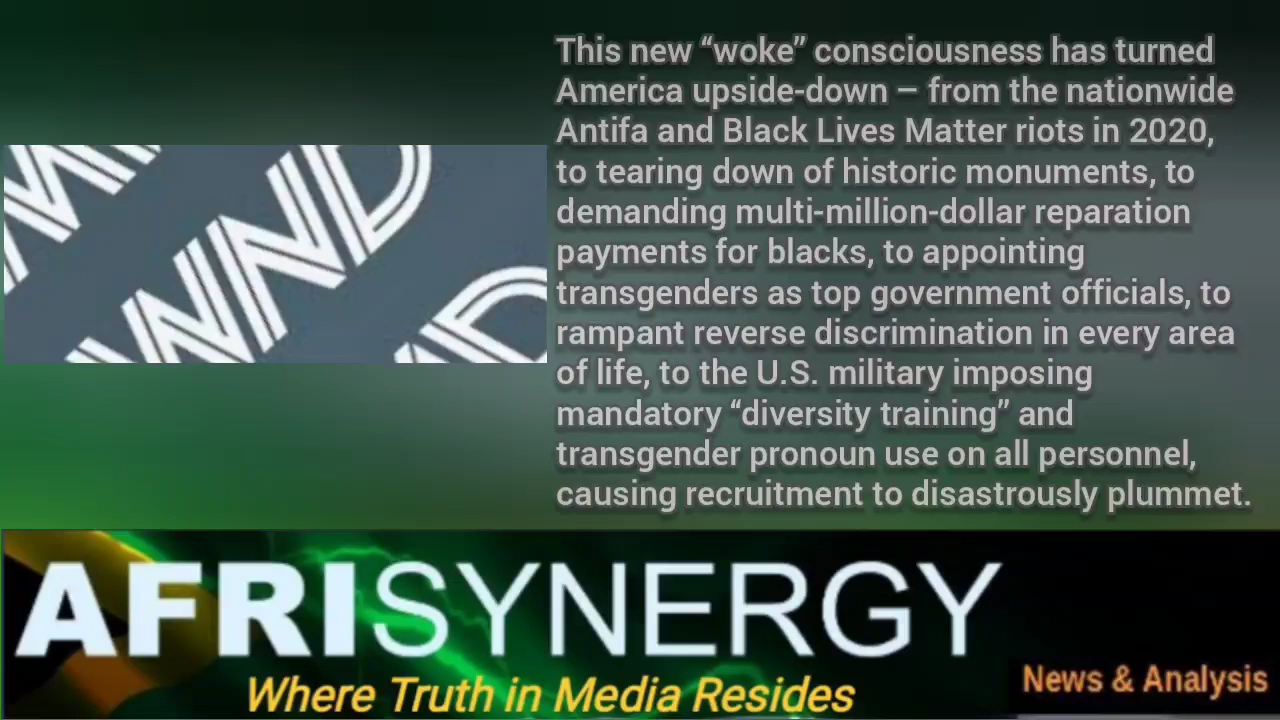 This new “woke” consciousness has turned
America upside-down – from the nationwide
Antifa and Black Lives Matter riots in 2020,
to tearing down of historic monuments, to
demanding multi-million-dollar reparation
payments for blacks, to appointing
transgenders as top government officials, to
rampant reverse discrimination in every area
of life, to the U.S. military imposing
mandatory “diversity training” and
transgender pronoun use on all personnel,
causing recruitment to disastrously plummet.
WND
AFRISYNERGY
Where Truth in Media Resides
News & Analysis